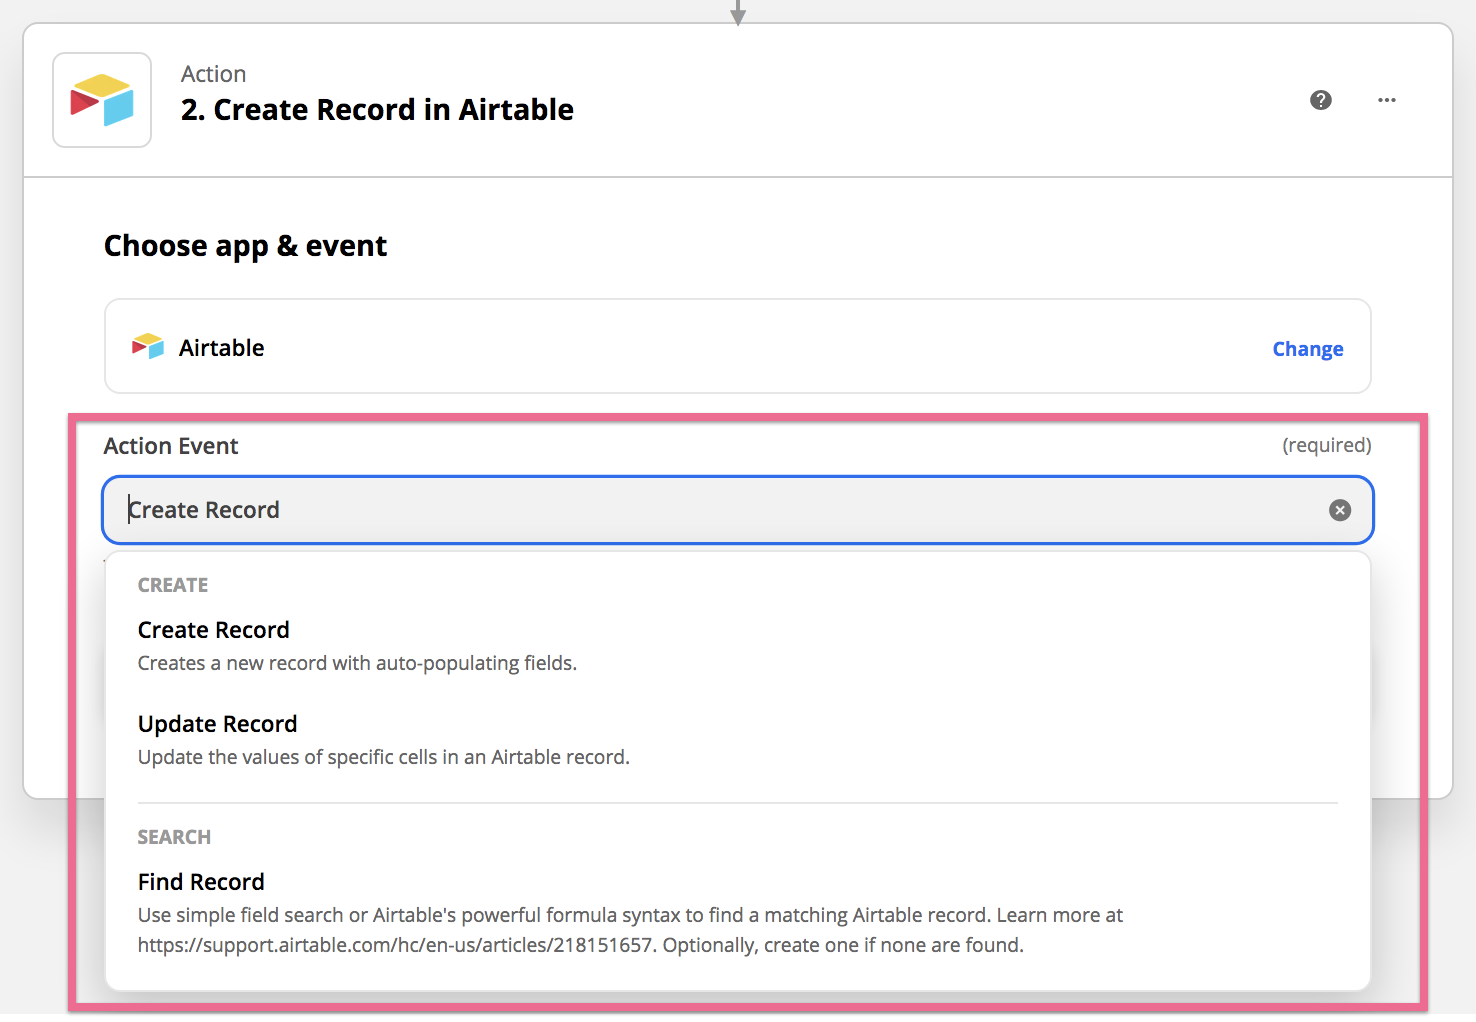 Action
2. Create Record in Airtable
Choose app & event
Airtable
Change
Action Event
(required)
Create Record
CREATE
Create Record
Creates a new record with auto-populating fields.
Update Record
Update the values of specific cells in an Airtable record.
SEARCH
Find Record
Use simple field search or Airtable's powerful formula syntax to find a matching Airtable record. Learn more at
https://support.airtable.com/hc/en-us/articles/218151657. Optionally, create one if none are found.